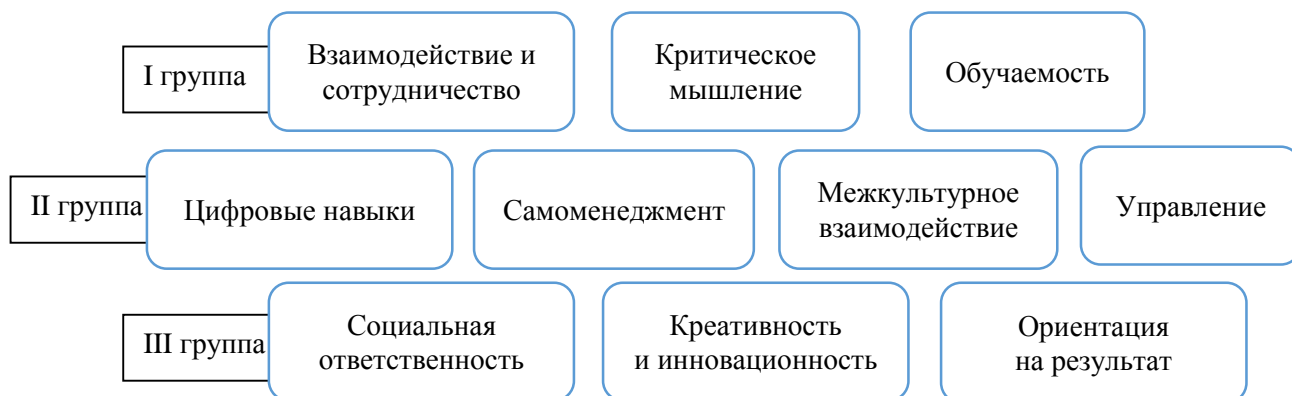 I группа
Взаимодействие и
сотрудничество
Критическое
мышление
Обучаемость
II группа
Цифровые навыки
Самоменеджмент
Межкультурное
взаимодействие
Управление
III группа
Социальная
ответственность
Креативность
и инновационность
Ориентация
на результат